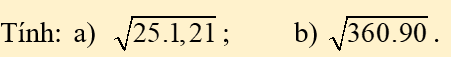 Tính: a) √25.1,21 ; b) √360.90 .